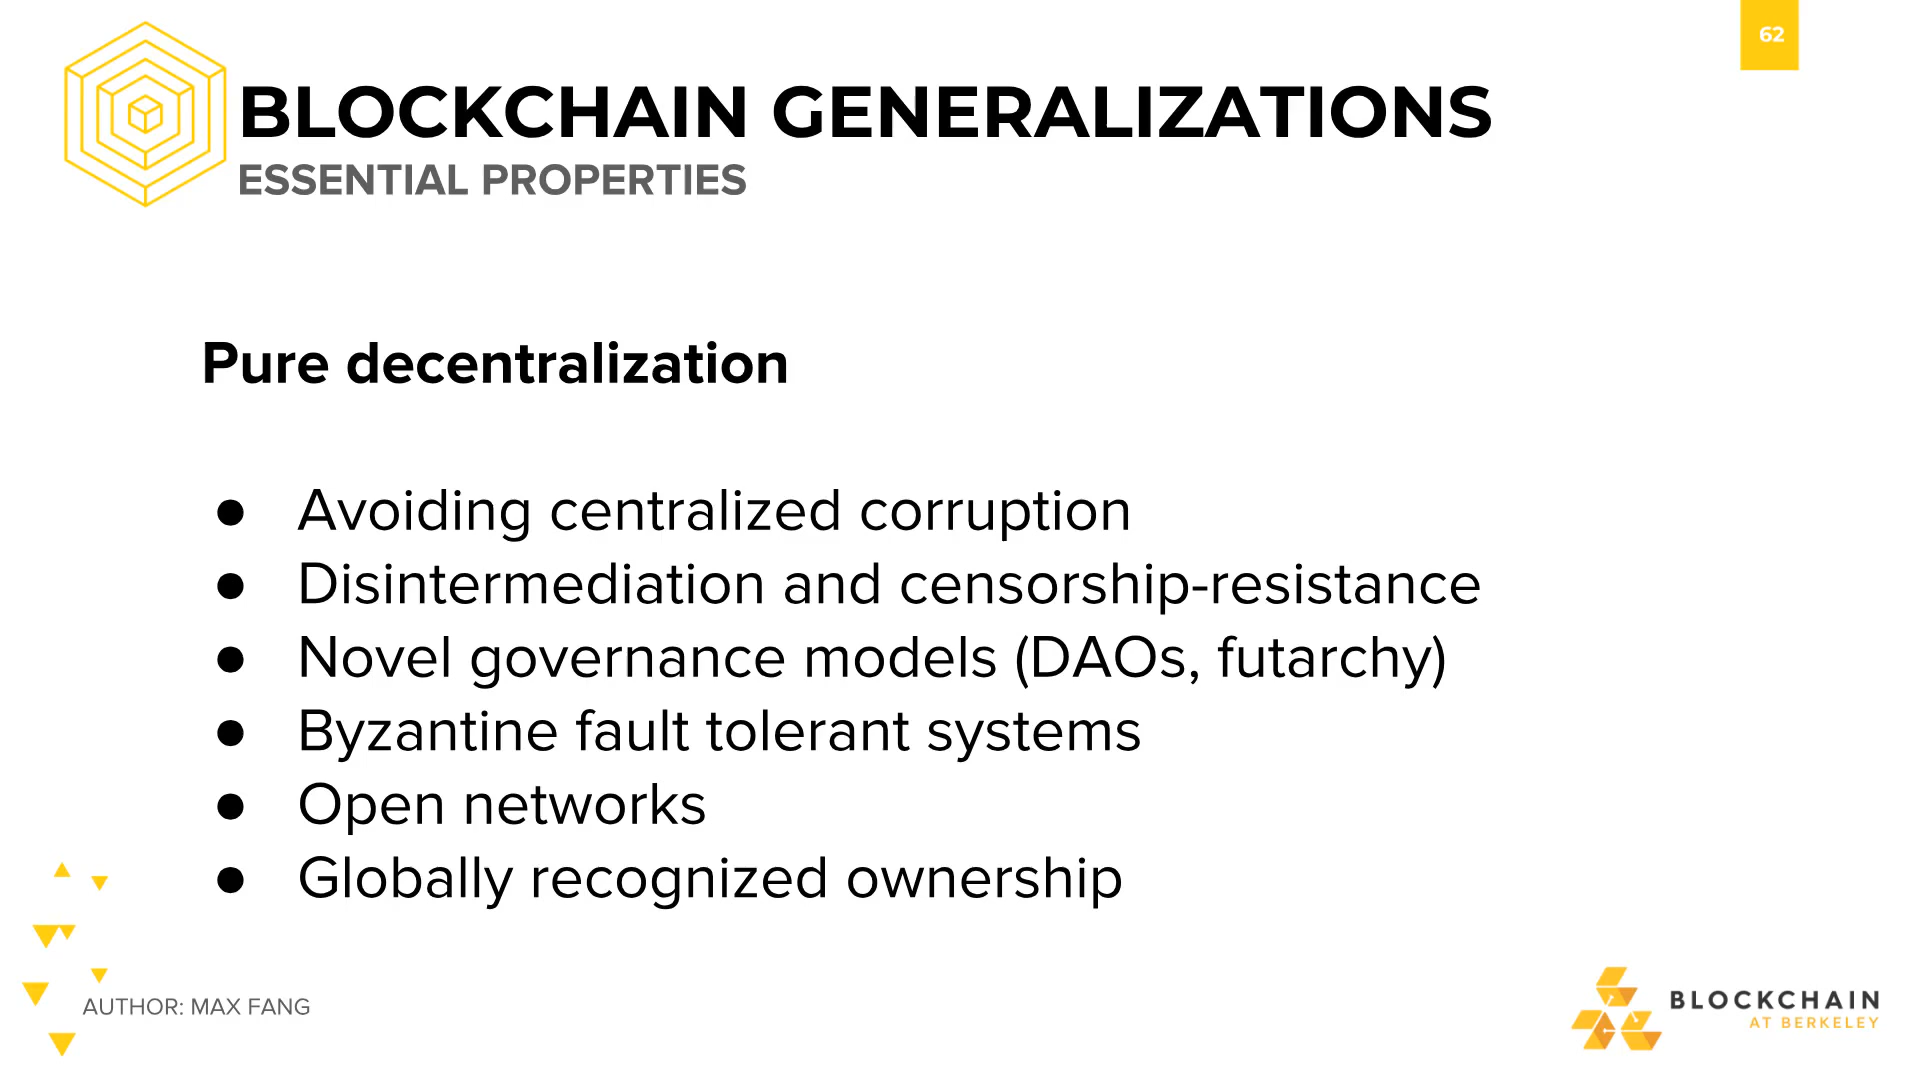 62
BLOCKCHAIN GENERALIZATIONS
ESSENTIAL PROPERTIES
Pure decentralization
● Avoiding centralized corruption
● Disintermediation and censorship-resistance
● Novel governance models (DAOs, futarchy)
● Byzantine fault tolerant systems
● Open networks
● Globally recognized ownership
AUTHOR: MAX FANG
BLOCKCHAIN
AT BERKELEY